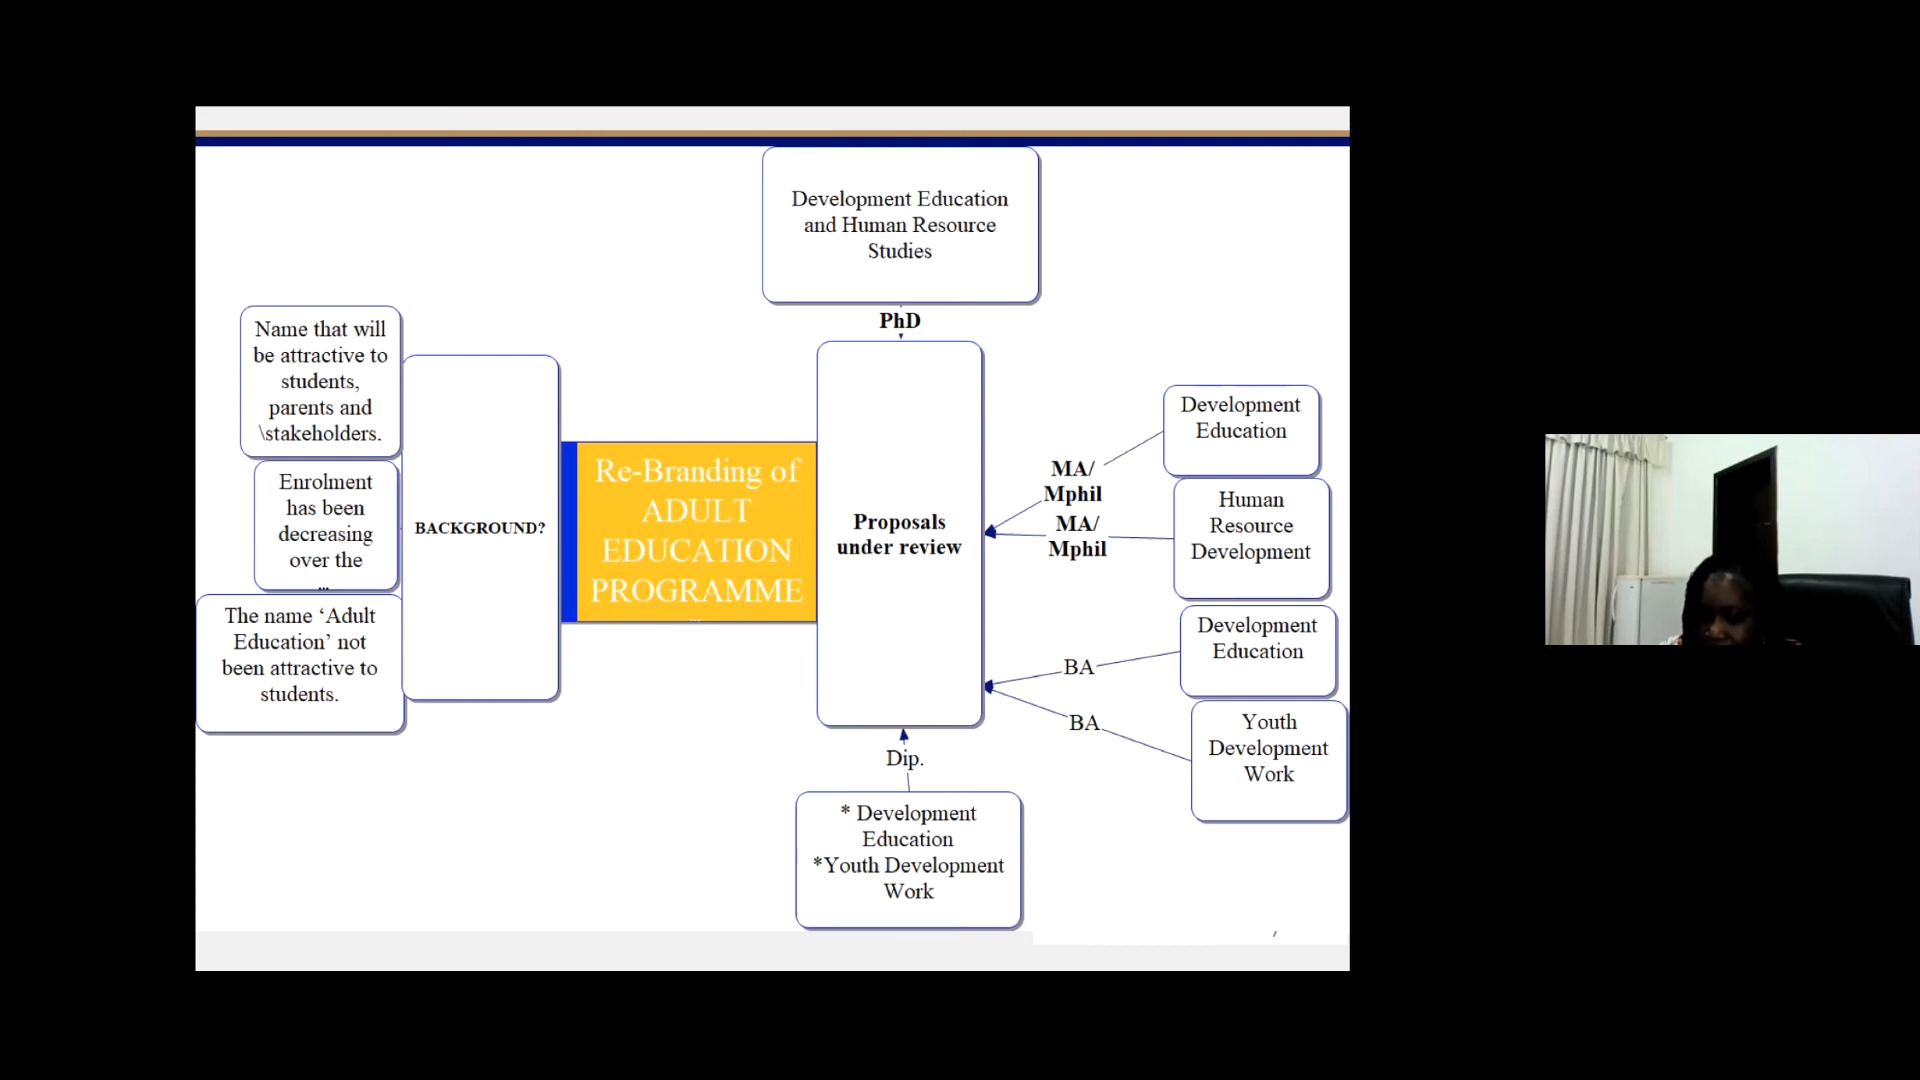 Development Education
and Human Resource
Studies
PhD
Name that will
be attractive to
students,
parents and
\stakeholders.
Enrolment
has been
decreasing
over the
...
The name ‘Adult
Education’ not
been attractive to
students.
BACKGROUND?
Re-Branding of
ADULT
EDUCATION
PROGRAMME
...
Proposals
under review
MA/
Mphil
Development
Education
MA/
Mphil
Human
Resource
Development
BA
Development
Education
BA
Youth
Development
Work
Dip.
* Development
Education
*Youth Development
Work